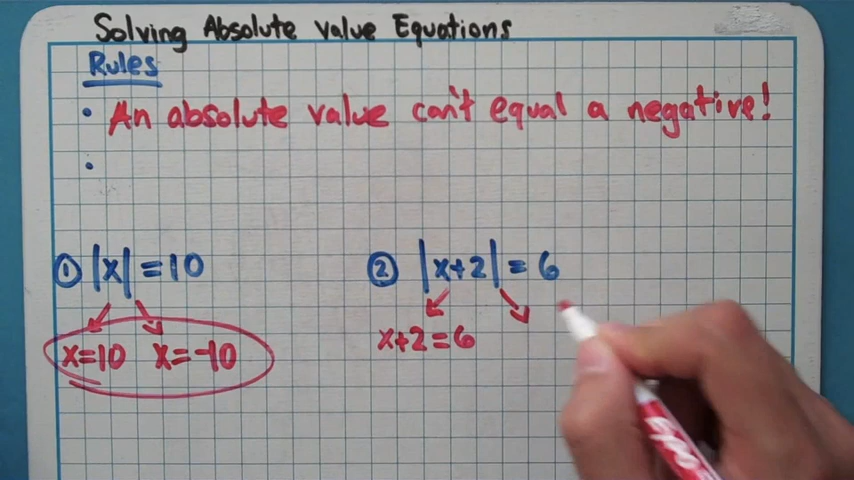 Solving Absolute value Equations
Rules
• An absolute value can't equal a negative!
•
① |x| = 10
x=10 x=-10
② |x+2| = 6
x+2=6
EXPO